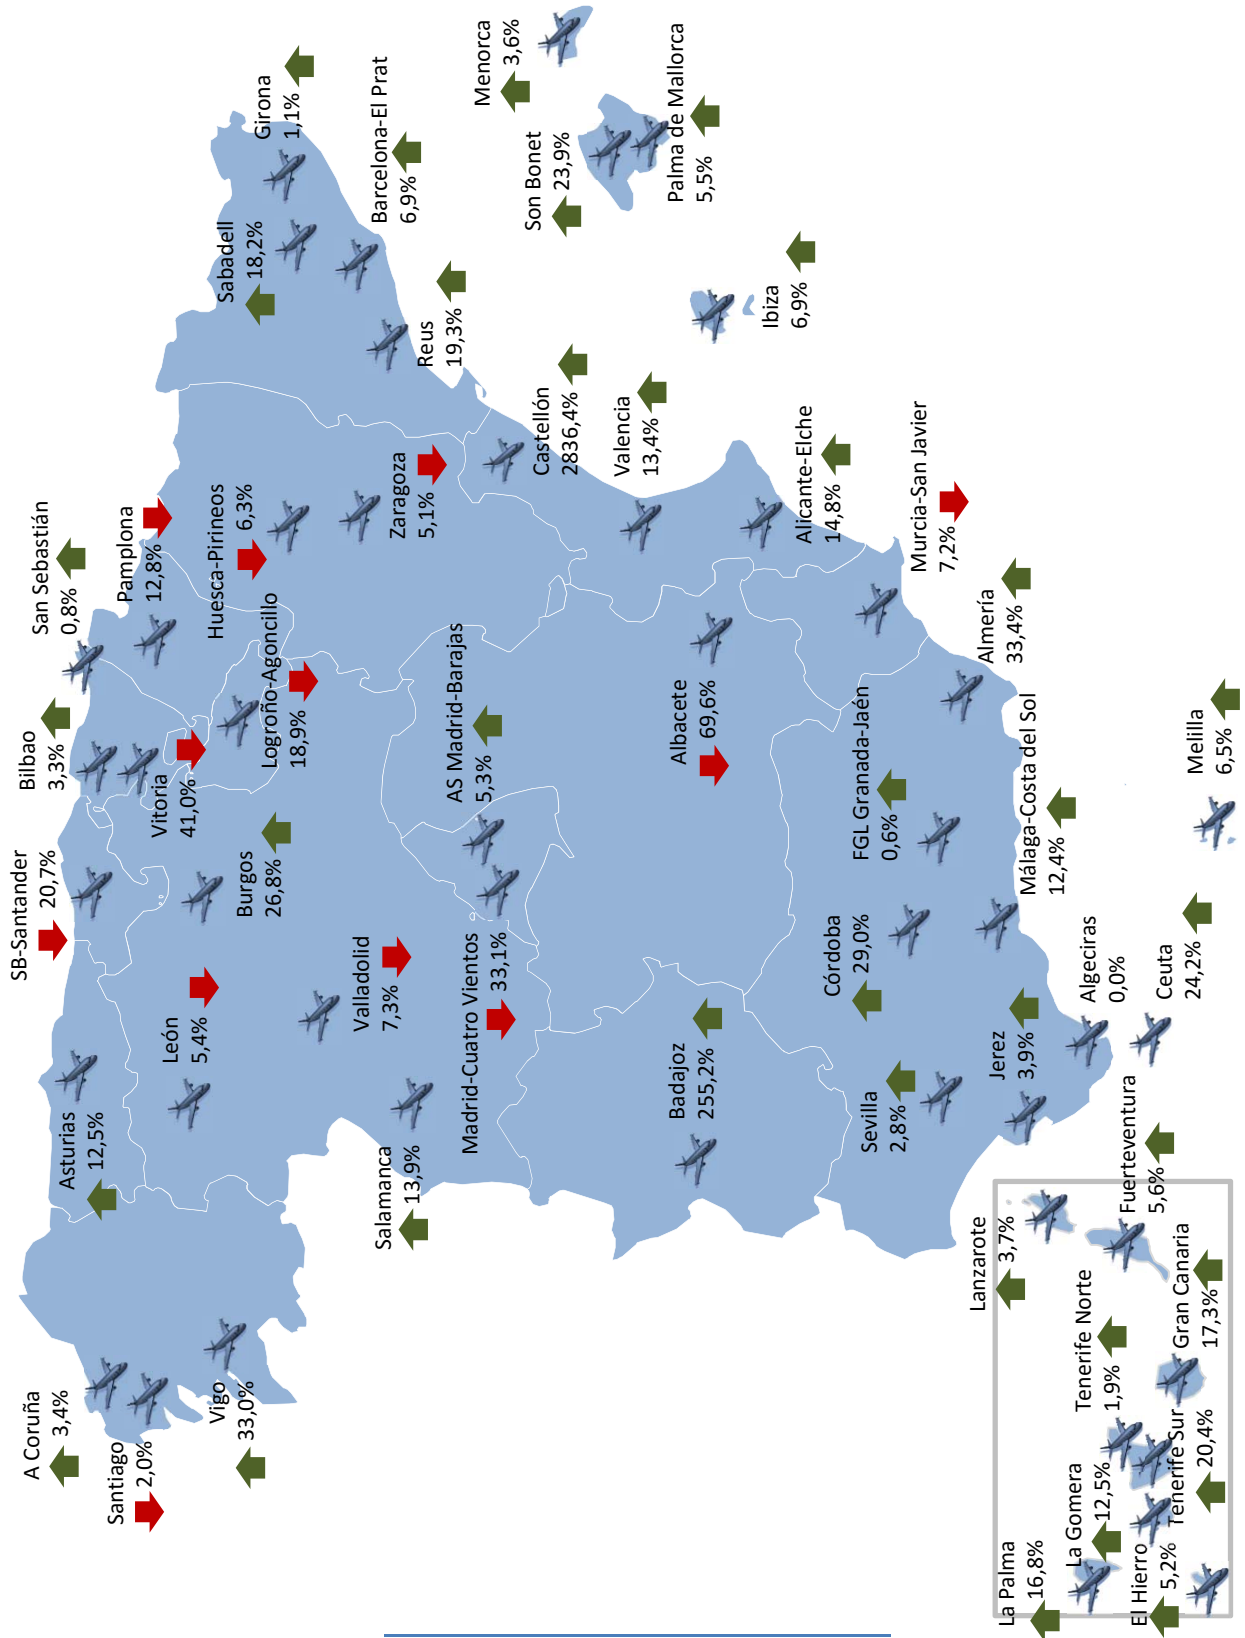 A Coruña
3,4%
Santiago
2,0%
Vigo
33,0%
Asturias
12,5%
SB-Santander
20,7%
Bilbao
3,3%
San Sebastián
0,8%
Vitoria
41,0%
Pamplona
12,8%
Huesca-Pirineos
6,3%
Logroño-Agoncillo
18,9%
León
5,4%
Burgos
26,8%
Valladolid
7,3%
Salamanca
13,9%
Zaragoza
5,1%
Sabadell
18,2%
Girona
1,1%
Barcelona-El Prat
6,9%
Reus
19,3%
Menorca
3,6%
Son Bonet
23,9%
Palma de Mallorca
5,5%
Ibiza
6,9%
AS Madrid-Barajas
5,3%
Madrid-Cuatro Vientos
33,1%
Castellón
2836,4%
Valencia
13,4%
Alicante-Elche
14,8%
Murcia-San Javier
7,2%
Albacete
69,6%
Badajoz
255,2%
Córdoba
29,0%
Sevilla
2,8%
FGL Granada-Jaén
0,6%
Almería
33,4%
Málaga-Costa del Sol
12,4%
Jerez
3,9%
Algeciras
0,0%
Ceuta
24,2%
Melilla
6,5%
Lanzarote
3,7%
Fuerteventura
5,6%
Gran Canaria
17,3%
Tenerife Norte
1,9%
Tenerife Sur
20,4%
La Gomera
12,5%
La Palma
16,8%
El Hierro
5,2%